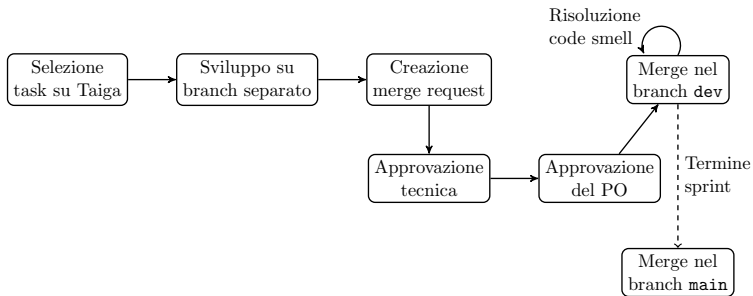 Selezione
task su Taiga
Sviluppo su
branch separato
Creazione
merge request
Risoluzione
code smell
Merge nel
branch dev
Approvazione
tecnica
Approvazione
del PO
Termine
sprint
Merge nel
branch main